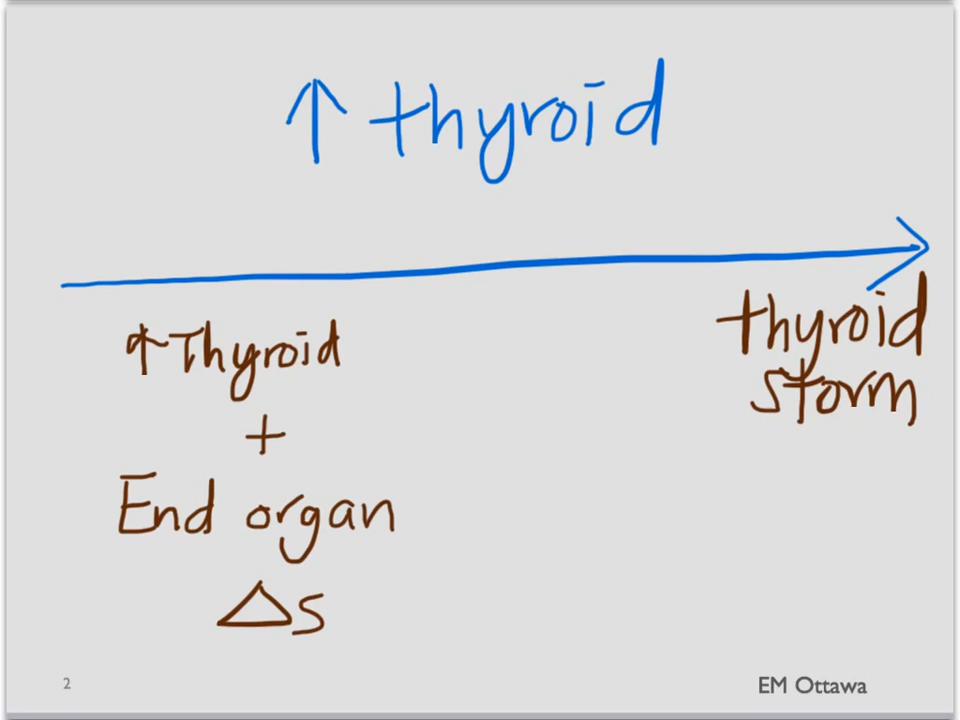 ↑ thyroid
↑ Thyroid
+
End organ
Δs
thyroid
storm
2
EM Ottawa